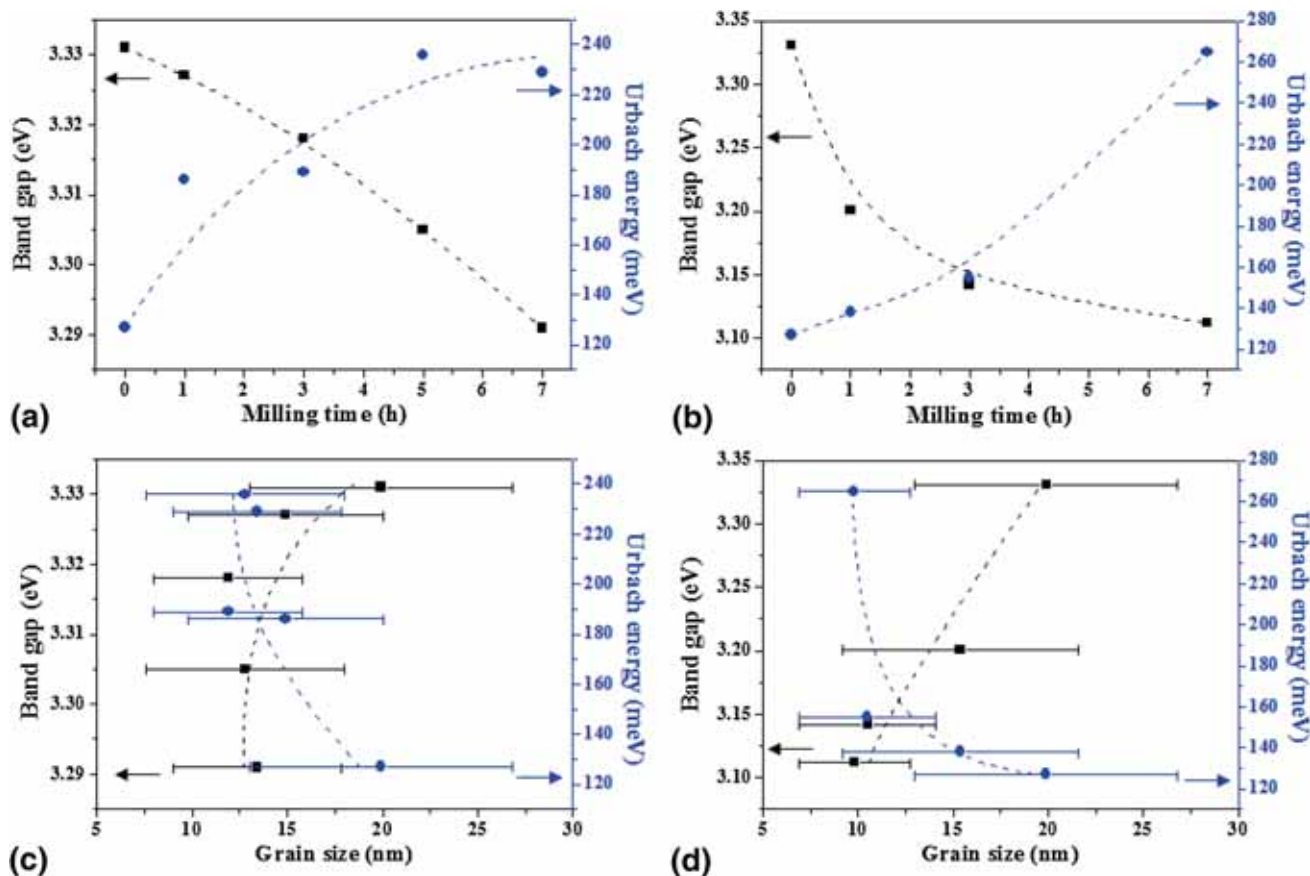 3.33
3.32
3.31
3.30
3.29
Band gap (eV)
240
220
200
180
160
140
120
Urbach energy (meV)
0 1 2 3 4 5 6 7
Milling time (h)
(a)
3.35
3.30
3.25
3.20
3.15
3.10
Band gap (eV)
280
260
240
220
200
180
160
140
120
Urbach energy (meV)
0 1 2 3 4 5 6 7
Milling time (h)
(b)
3.33
3.32
3.31
3.30
3.29
Band gap (eV)
240
220
200
180
160
140
120
Urbach energy (meV)
5 10 15 20 25 30
Grain size (nm)
(c)
3.35
3.30
3.25
3.20
3.15
3.10
Band gap (eV)
280
260
240
220
200
180
160
140
120
Urbach energy (meV)
5 10 15 20 25 30
Grain size (nm)
(d)